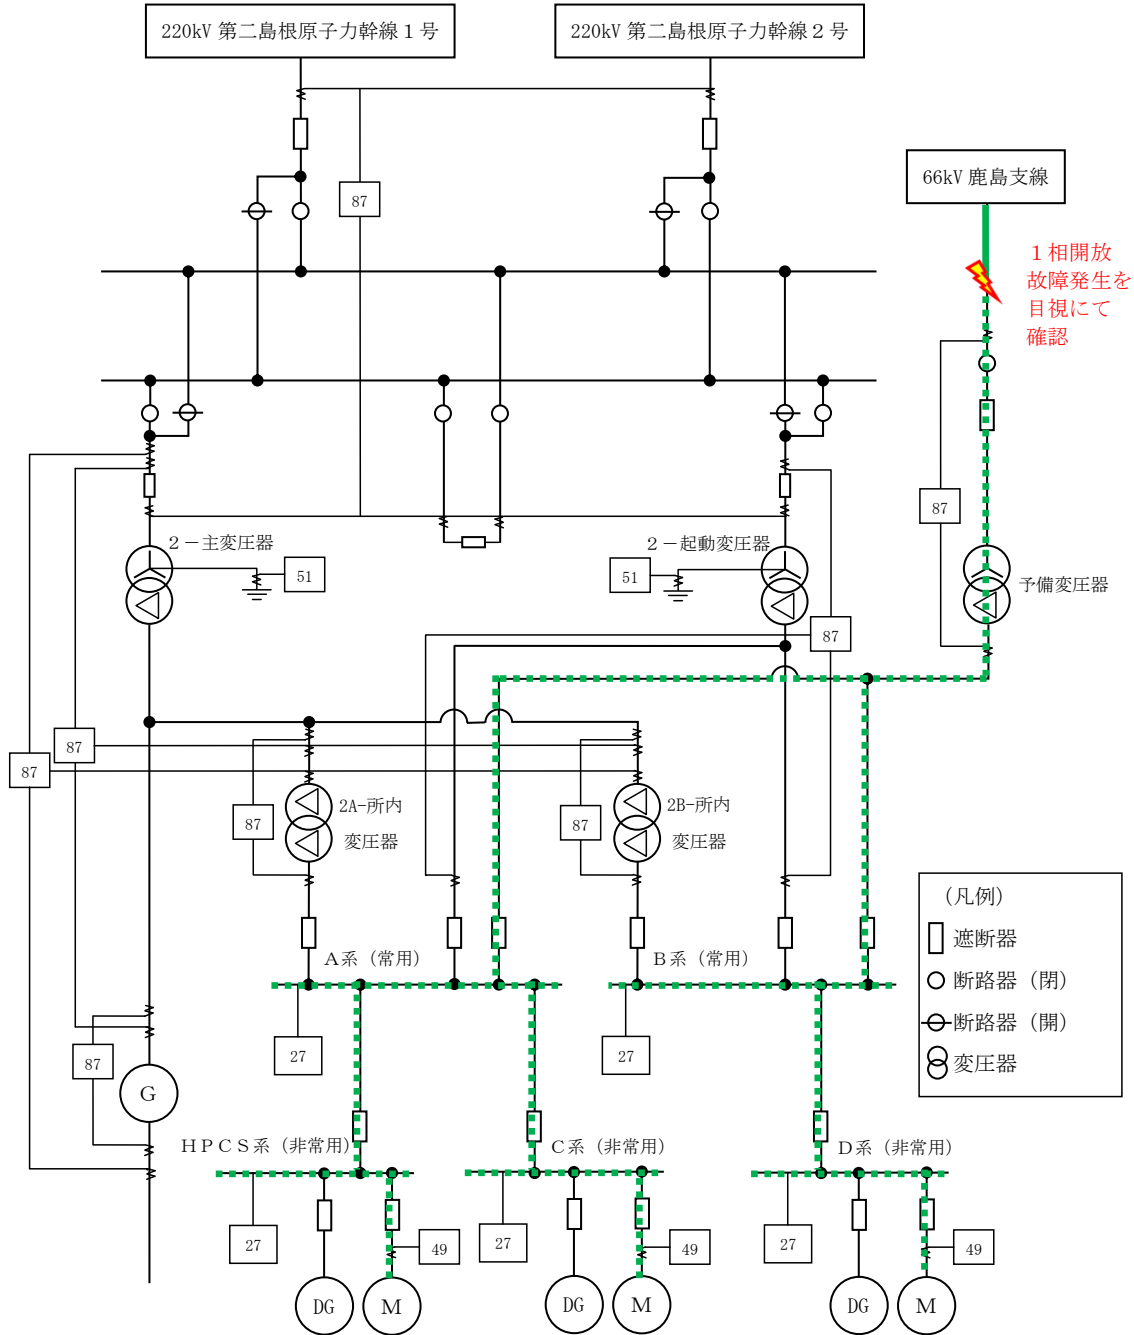 220kV 第二島根原子力幹線１号
220kV 第二島根原子力幹線２号
66kV 鹿島支線
１相開放
故障発生を
目視にて
確認
87
87
２－主変圧器
51
２－起動変圧器
51
予備変圧器
87
87
87
87
2A-所内
変圧器
87
2B-所内
変圧器
（凡例）
遮断器
断路器（閉）
断路器（開）
変圧器
Ａ系（常用）
Ｂ系（常用）
27
27
87
G
ＨＰＣＳ系（非常用）
Ｃ系（非常用）
Ｄ系（非常用）
27
49
27
49
27
49
DG
M
DG
M
DG
M